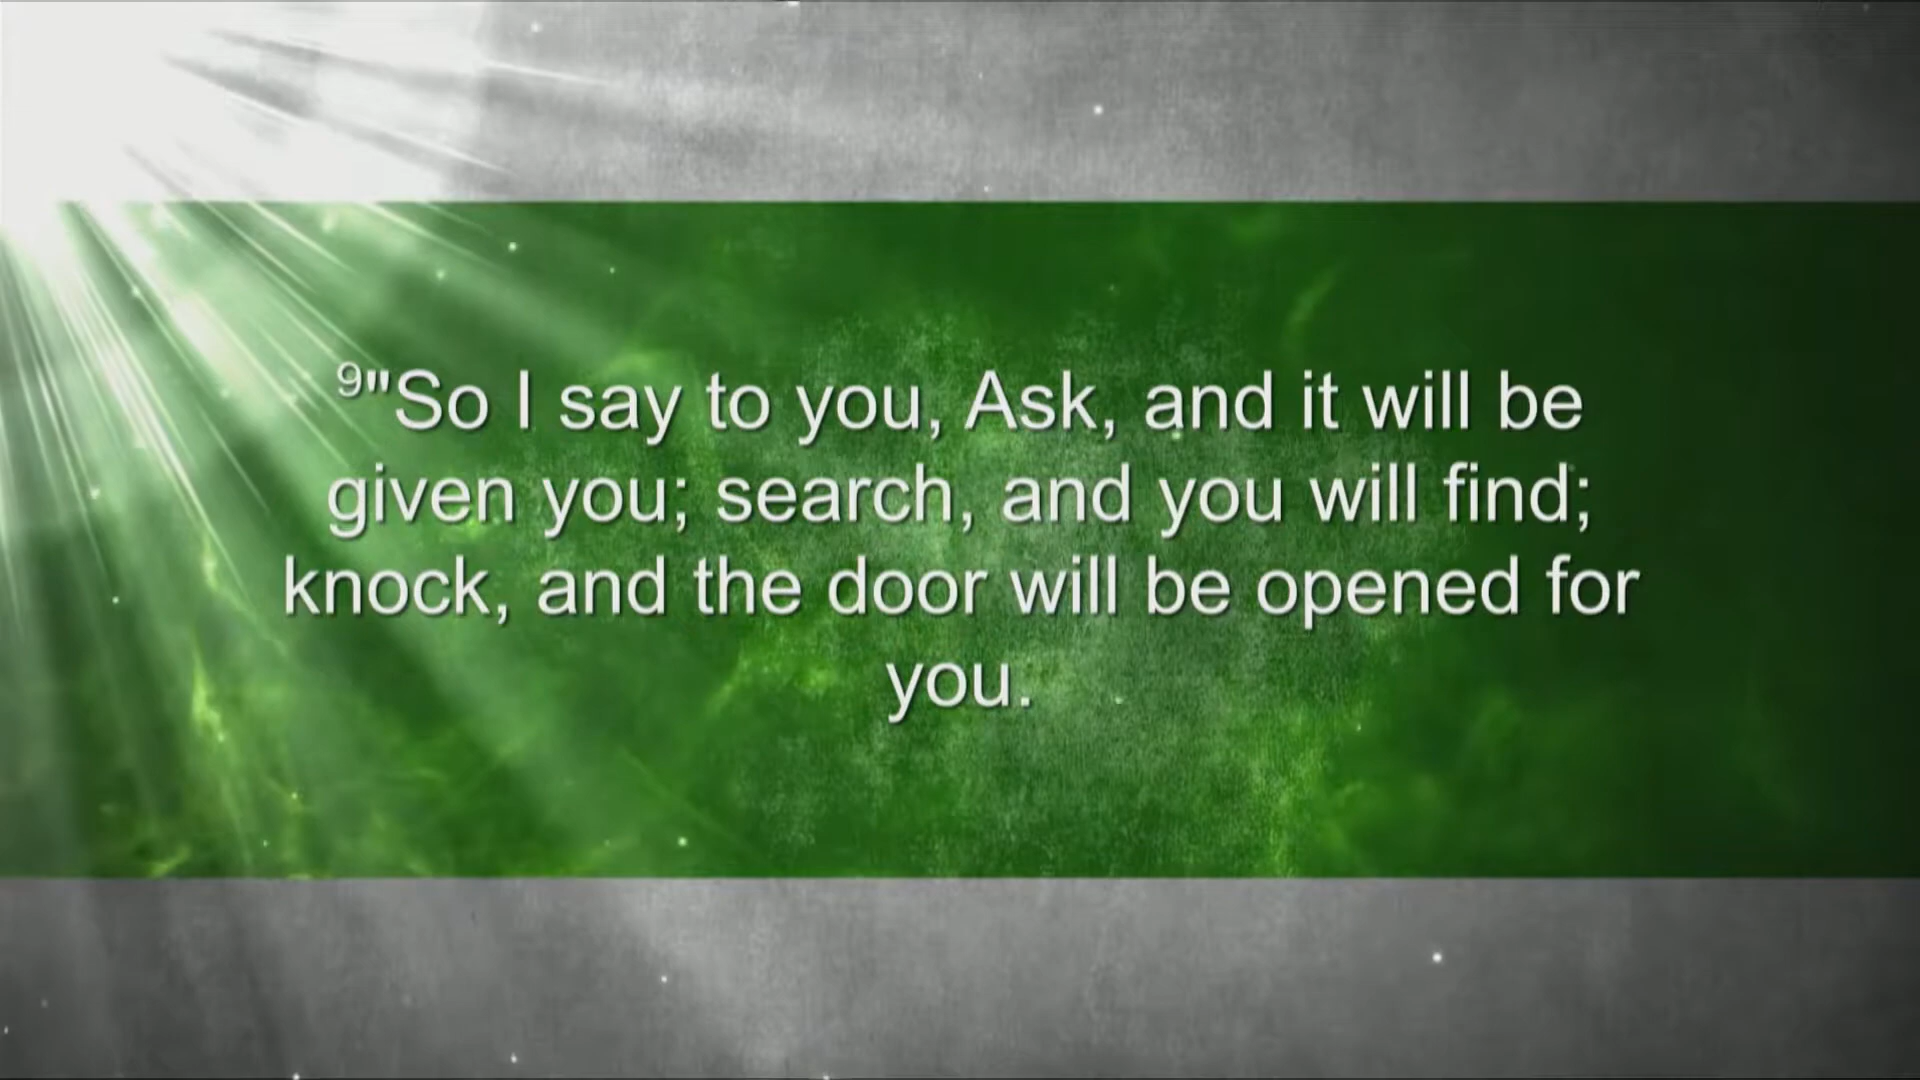 ⁹"So I say to you, Ask, and it will be
given you; search, and you will find;
knock, and the door will be opened for
you.